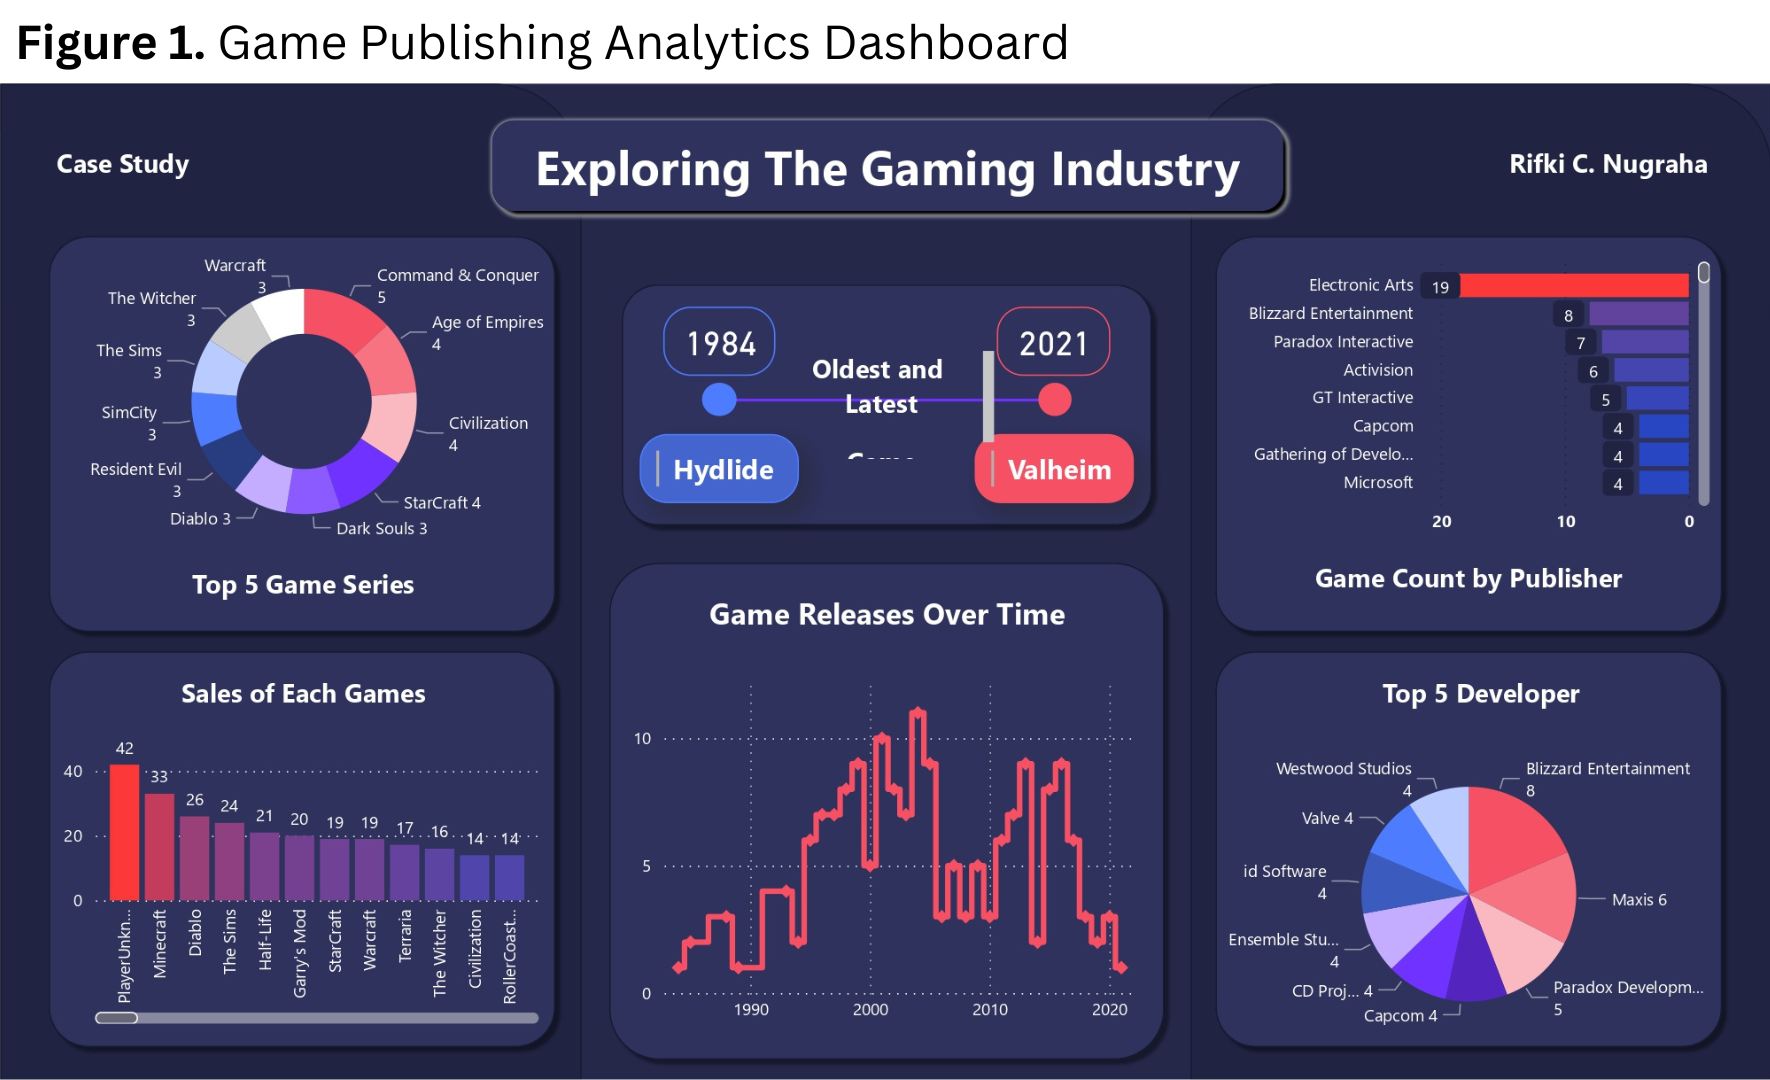 Figure 1. Game Publishing Analytics Dashboard
Case Study
Exploring The Gaming Industry
Rifki C. Nugraha
Warcraft
3
Command & Conquer
5
The Witcher
3
Age of Empires
4
The Sims
3
SimCity
3
Civilization
4
Resident Evil
3
StarCraft 4
Diablo 3
Dark Souls 3
Top 5 Game Series
1984
2021
Oldest and
Latest
Hydlide
Valheim
Electronic Arts 19
Blizzard Entertainment 8
Paradox Interactive 7
Activision 6
GT Interactive 5
Capcom 4
Gathering of Develo... 4
Microsoft 4
20 10 0
Game Count by Publisher
Sales of Each Games
42
33
26
24
21
20
19
19
17
16
14
14
40
20
0
PlayerUnkn...
Minecraft
Diablo
The Sims
Half-Life
Garry's Mod
StarCraft
Warcraft
Terraria
The Witcher
Civilization
RollerCoast...
Game Releases Over Time
10
5
0
1990 2000 2010 2020
Top 5 Developer
Westwood Studios
4
Blizzard Entertainment
8
Valve 4
id Software
4
Maxis 6
Ensemble Stu...
4
CD Proj... 4
Paradox Developm...
5
Capcom 4